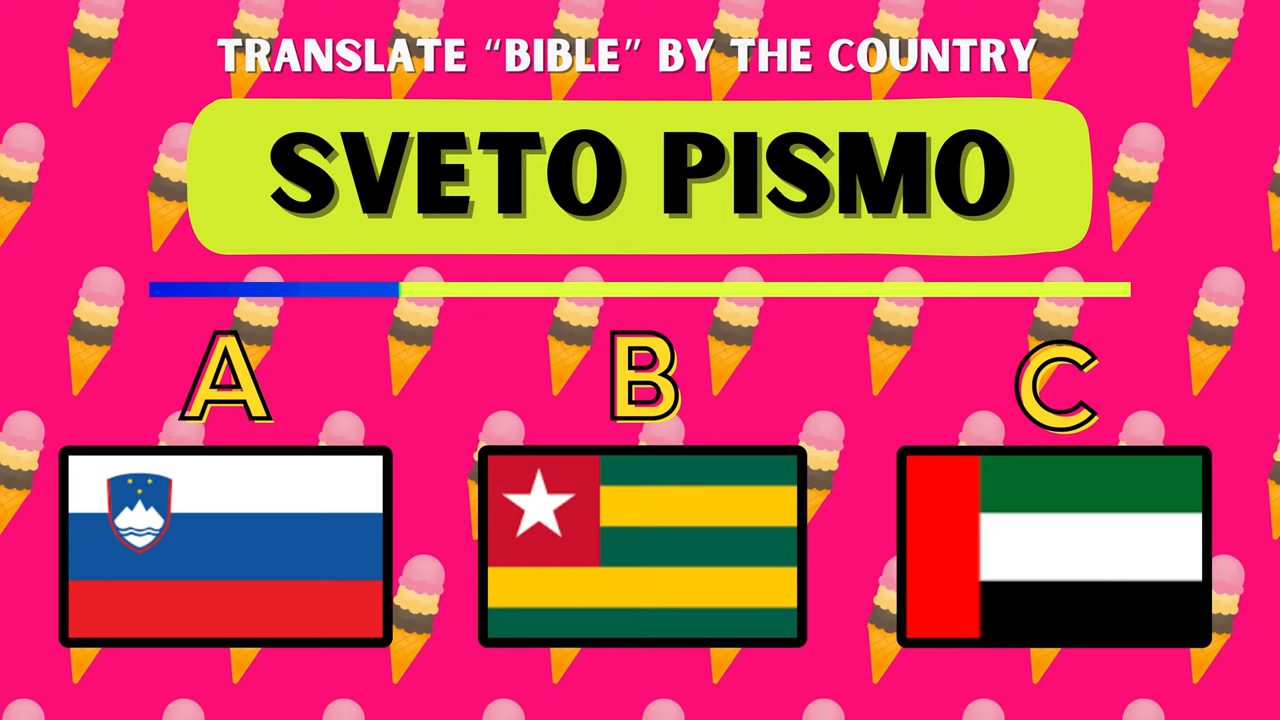 TRANSLATE “BIBLE” BY THE COUNTRY
SVETO PISMO
A B C